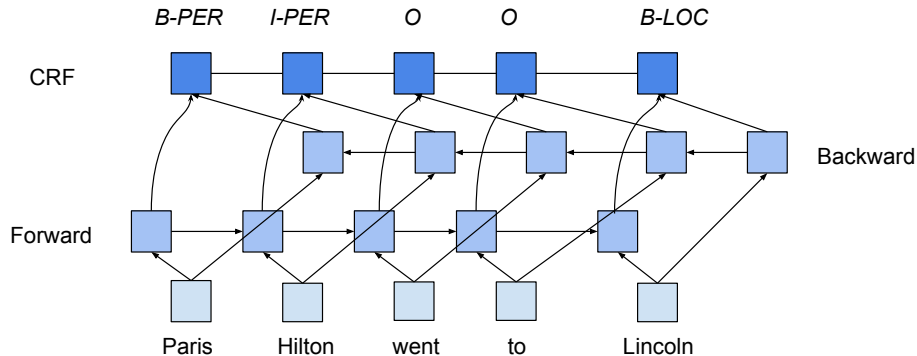 B-PER I-PER O O B-LOC
CRF
Backward
Forward
Paris Hilton went to Lincoln